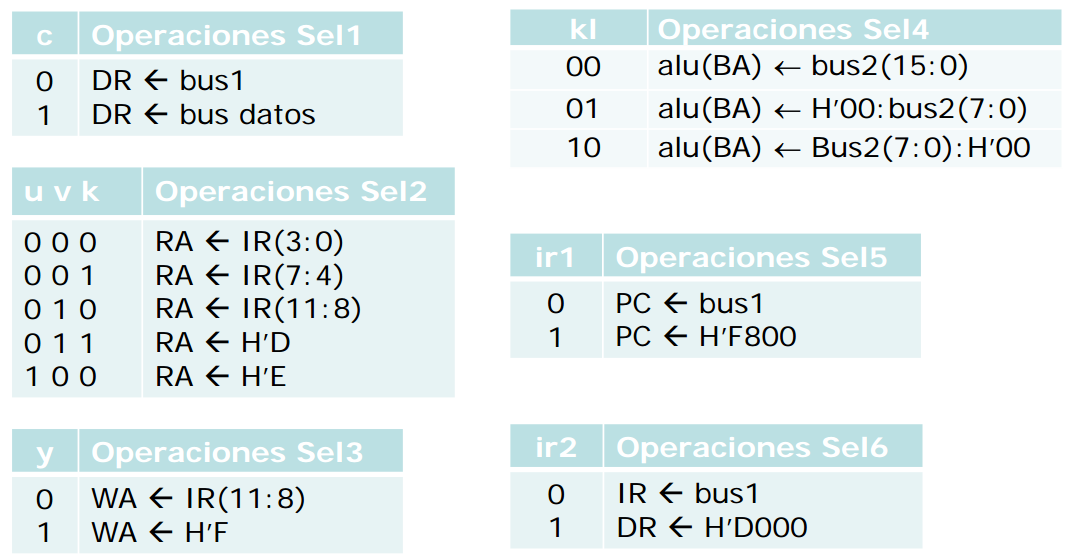 c Operaciones Sel1
0 DR 🡨 bus1
1 DR 🡨 bus datos
u v k Operaciones Sel2
0 0 0 RA 🡨 IR(3:0)
0 0 1 RA 🡨 IR(7:4)
0 1 0 RA 🡨 IR(11:8)
0 1 1 RA 🡨 H'D
1 0 0 RA 🡨 H'E
y Operaciones Sel3
0 WA 🡨 IR(11:8)
1 WA 🡨 H'F
kl Operaciones Sel4
00 alu(BA) ← bus2(15:0)
01 alu(BA) ← H'00:bus2(7:0)
10 alu(BA) ← Bus2(7:0):H'00
ir1 Operaciones Sel5
0 PC 🡨 bus1
1 PC 🡨 H'F800
ir2 Operaciones Sel6
0 IR 🡨 bus1
1 DR 🡨 H'D000